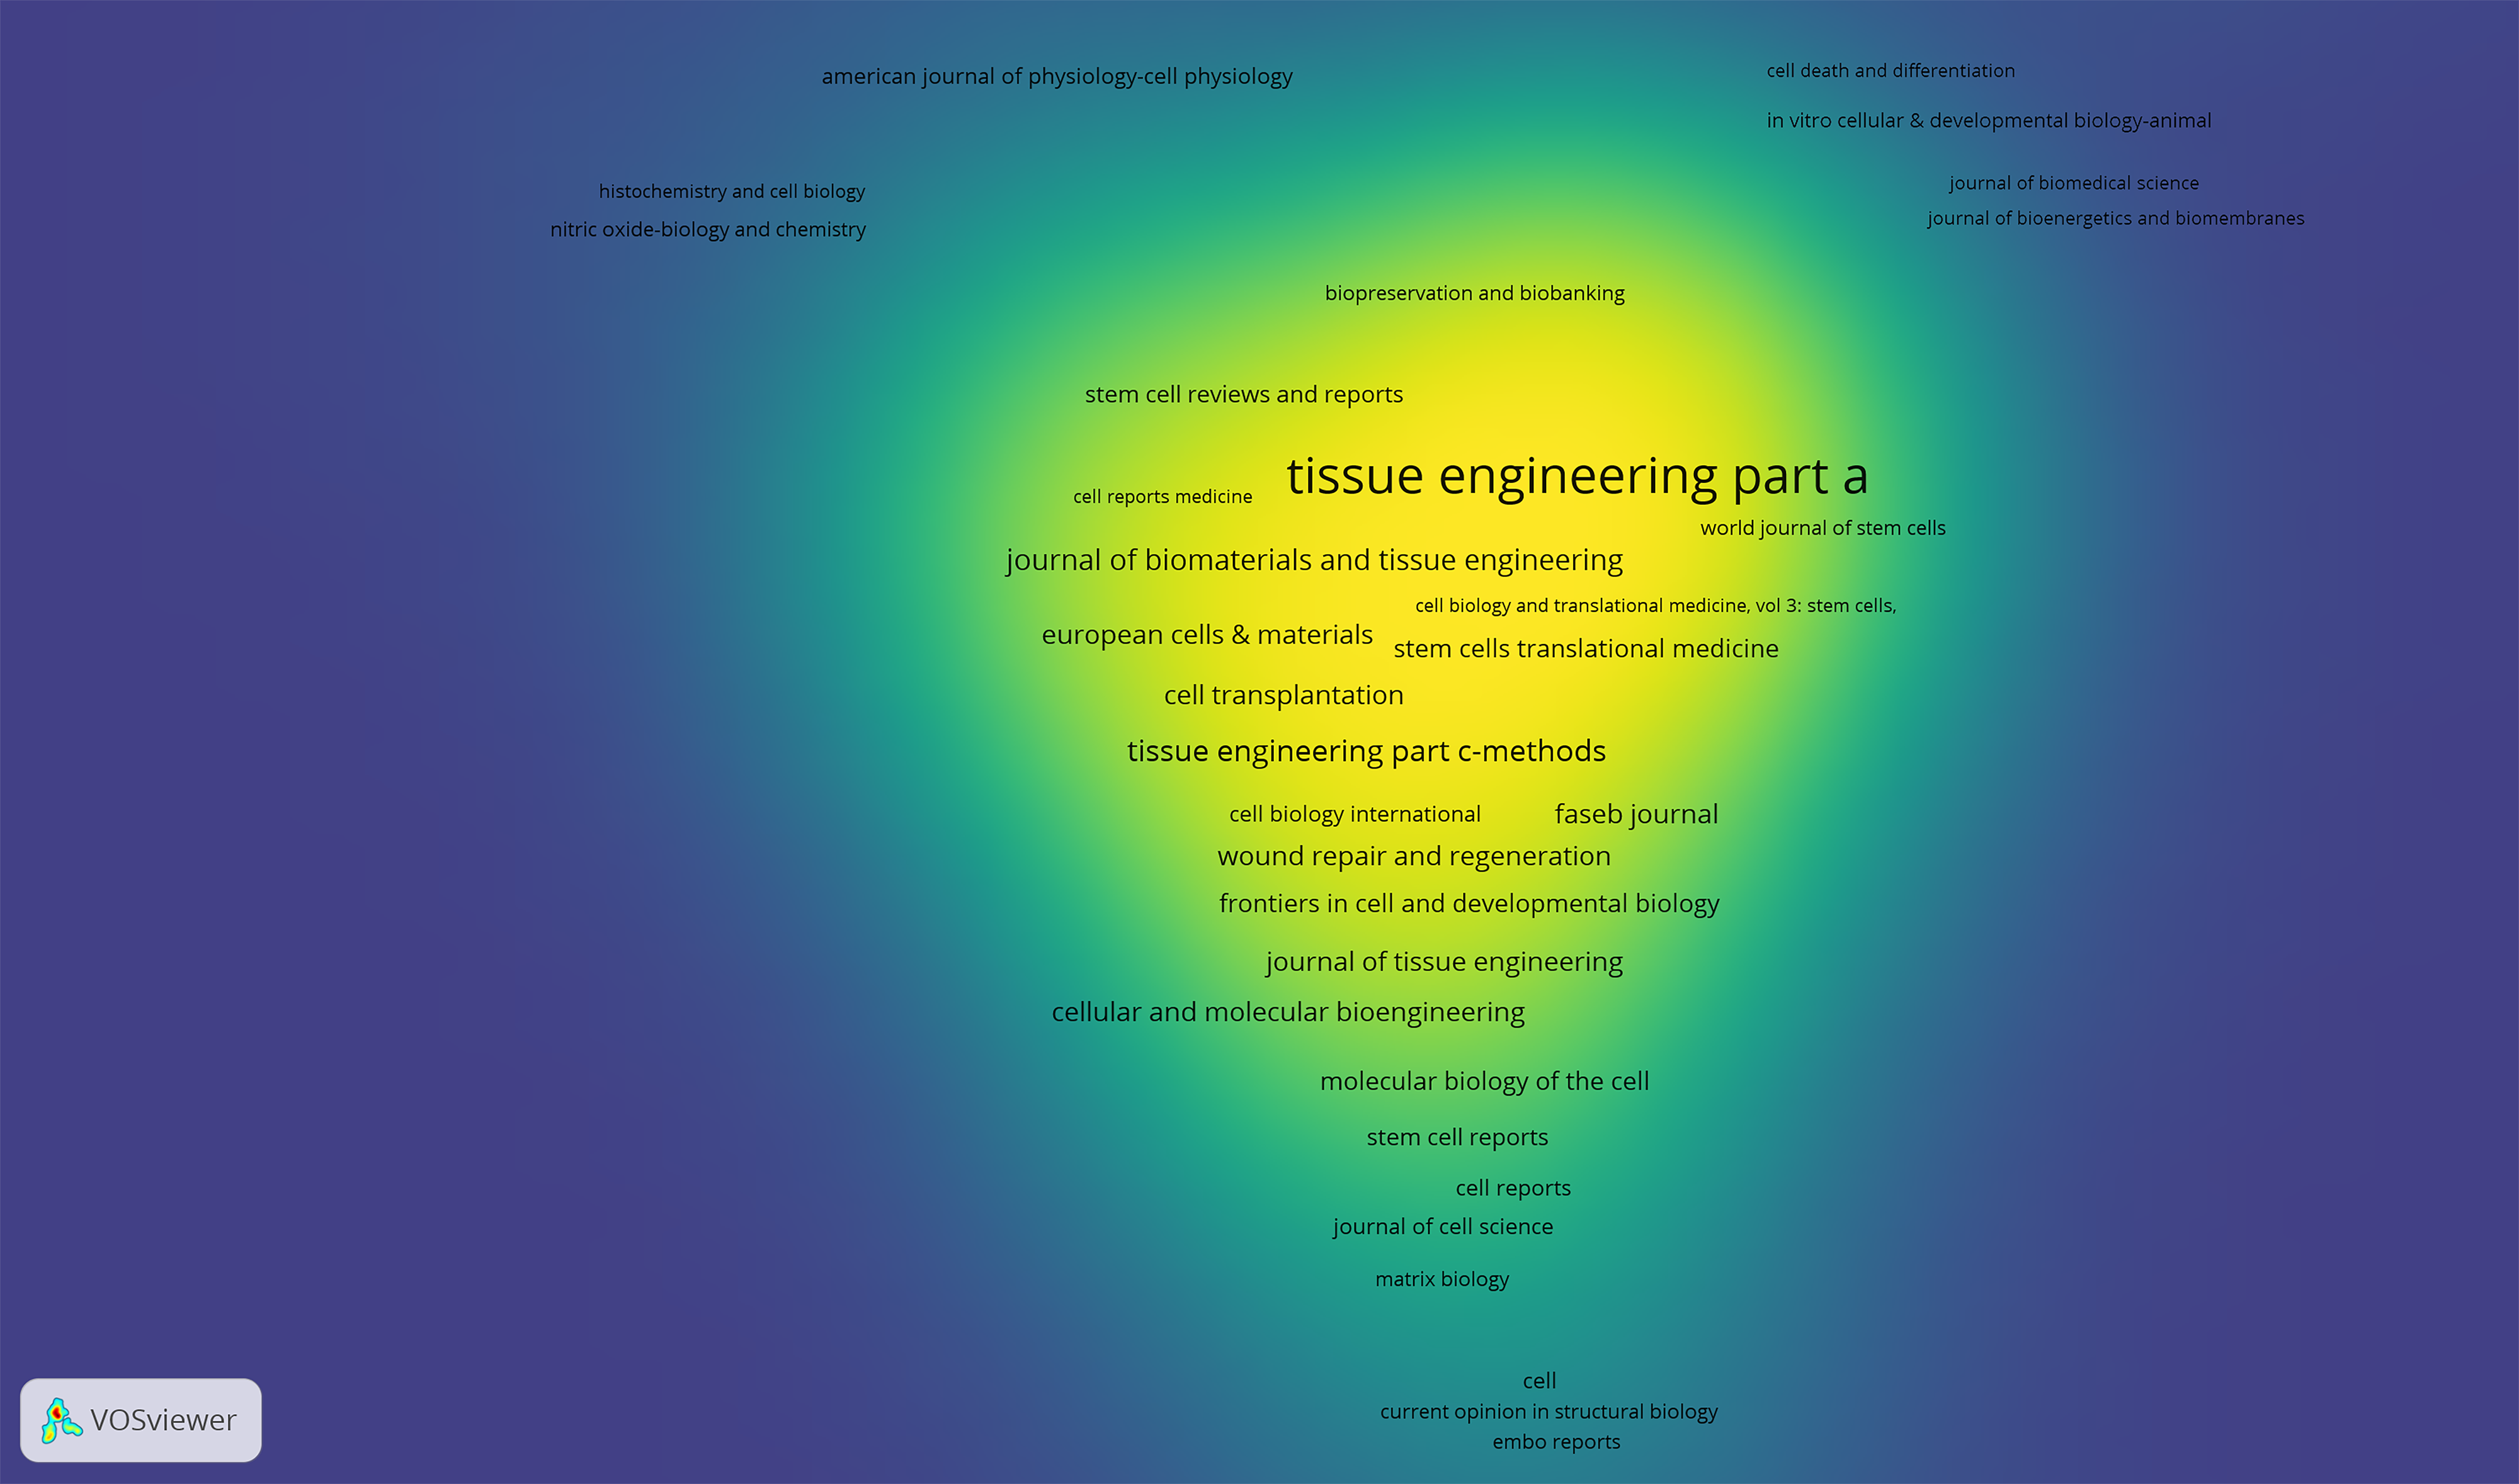 american journal of physiology-cell physiology
cell death and differentiation
in vitro cellular & developmental biology-animal
journal of biomedical science
histochemistry and cell biology
journal of bioenergetics and biomembranes
nitric oxide-biology and chemistry
biopreservation and biobanking
stem cell reviews and reports
tissue engineering part a
cell reports medicine
world journal of stem cells
journal of biomaterials and tissue engineering
cell biology and translational medicine, vol 3: stem cells,
european cells & materials
stem cells translational medicine
cell transplantation
tissue engineering part c-methods
cell biology international
faseb journal
wound repair and regeneration
frontiers in cell and developmental biology
journal of tissue engineering
cellular and molecular bioengineering
molecular biology of the cell
stem cell reports
cell reports
journal of cell science
matrix biology
cell
current opinion in structural biology
embo reports
VOSviewer